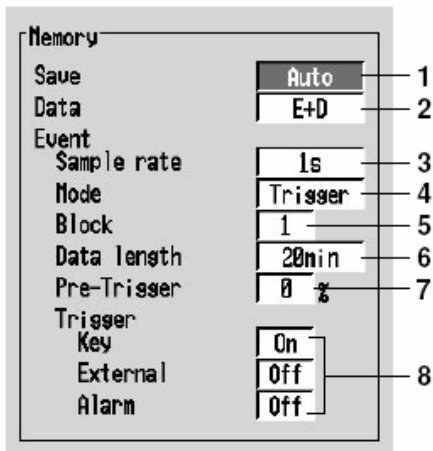 Memory
Save Auto 1
Data E+D 2
Event
Sample rate 1s 3
Mode Trigger 4
Block 1 5
Data length 20min 6
Pre-Trigger 0 % 7
Trigger
Key On
External Off 8
Alarm Off